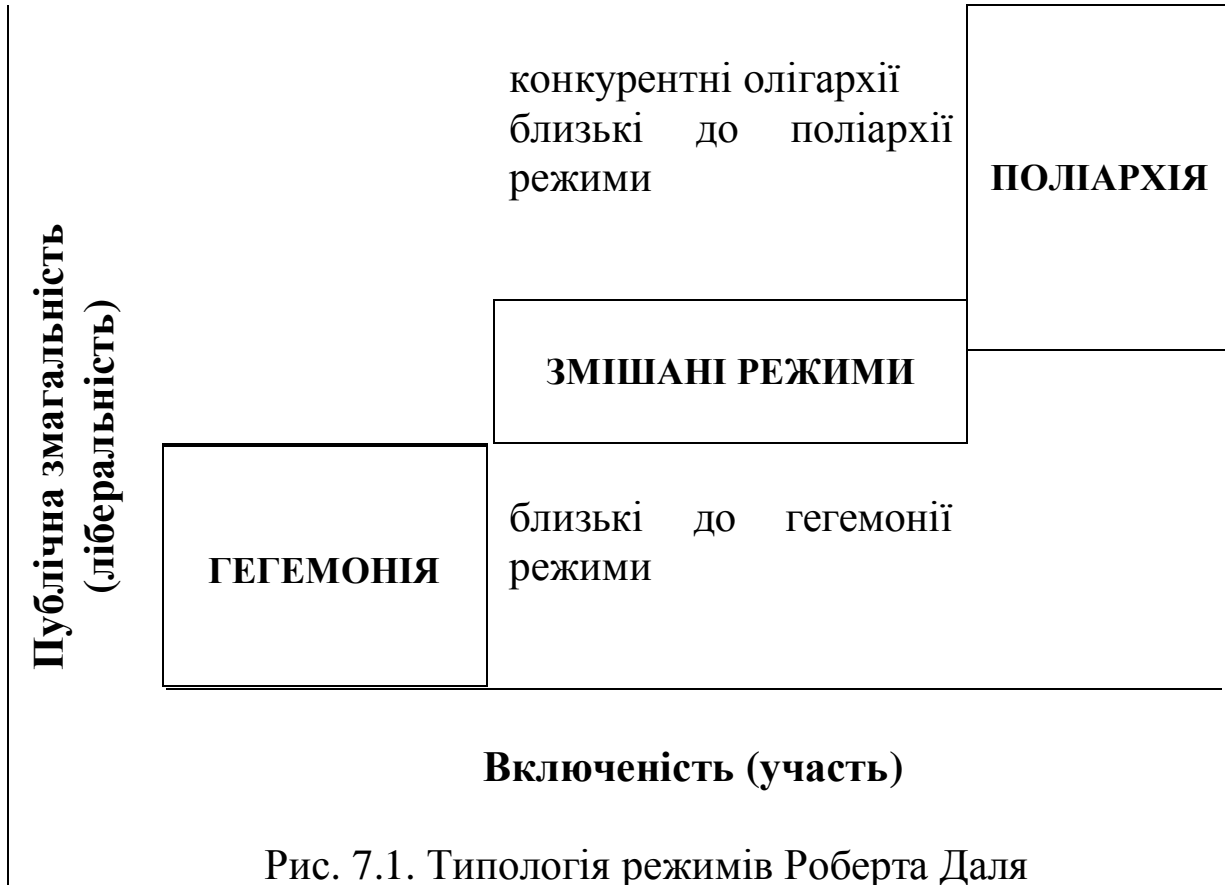 конкурентні олігархії
близькі до поліархії
режими
ПОЛІАРХІЯ
Публічна змагальність
(ліберальність)
ЗМІШАНІ РЕЖИМИ
ГЕГЕМОНІЯ
близькі до гегемонії
режими
Включеність (участь)
Рис. 7.1. Типологія режимів Роберта Даля